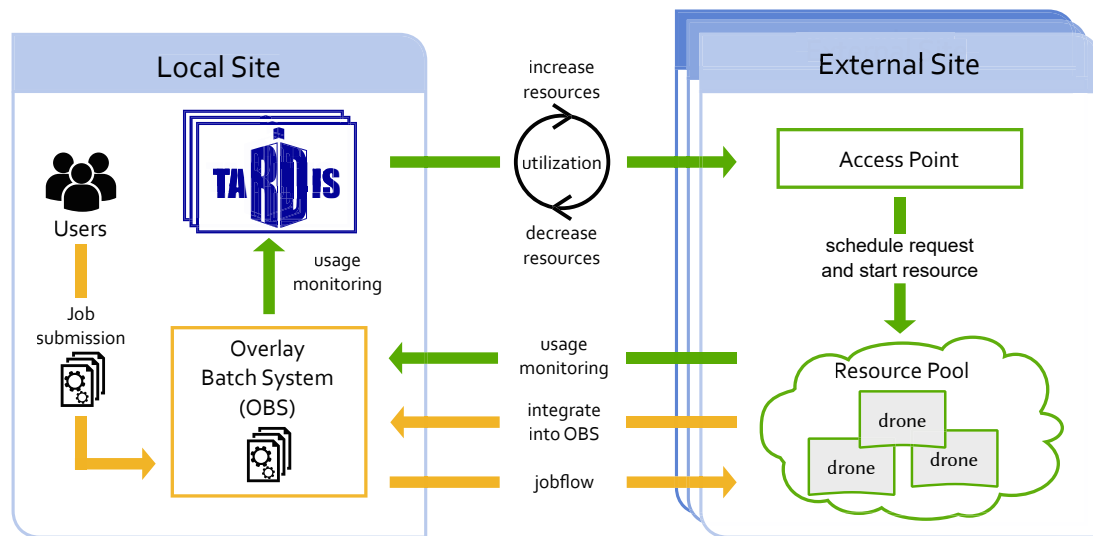 Local Site
External Site
TARDIS
Users
usage
monitoring
increase
resources
utilization
decrease
resources
Access Point
schedule request
and start resource
Job
submission
Overlay
Batch System
(OBS)
usage
monitoring
integrate
into OBS
jobflow
Resource Pool
drone
drone
drone